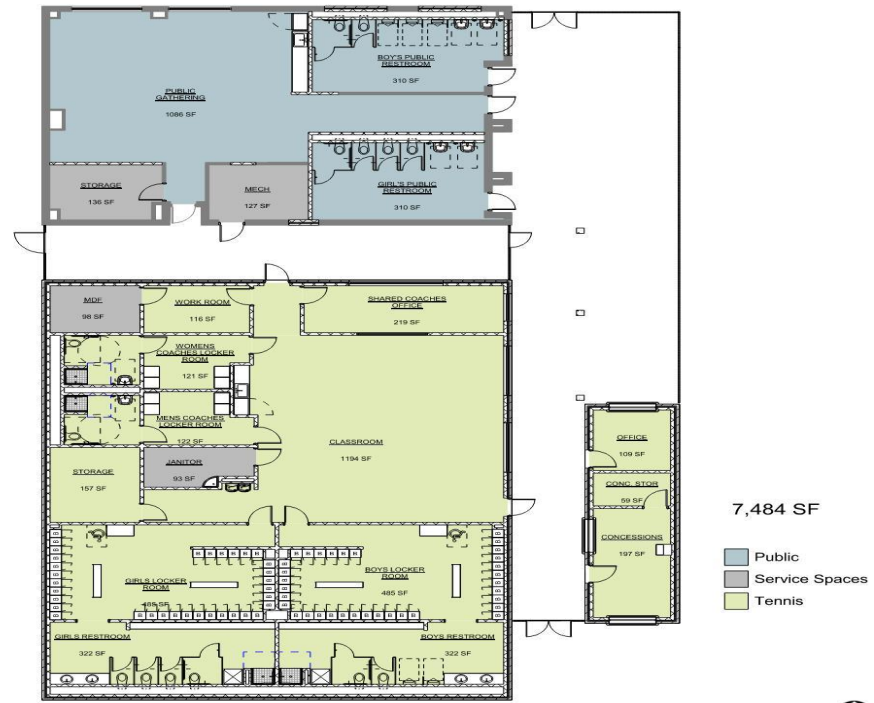 BOY'S PUBLIC
RESTROOM
310 SF
PUBLIC
GATHERING
1086 SF
GIRL'S PUBLIC
RESTROOM
310 SF
STORAGE
136 SF
MECH
127 SF
MDF
98 SF
WORK ROOM
116 SF
SHARED COACHES
OFFICE
219 SF
WOMENS
COACHES LOCKER
ROOM
121 SF
MENS COACHES
LOCKER ROOM
122 SF
CLASSROOM
1194 SF
JANITOR
93 SF
STORAGE
157 SF
OFFICE
109 SF
CONC. STOR
59 SF
CONCESSIONS
197 SF
GIRLS LOCKER
ROOM
485 SF
BOYS LOCKER
ROOM
485 SF
GIRLS RESTROOM
322 SF
BOYS RESTROOM
322 SF
7,484 SF
Public
Service Spaces
Tennis